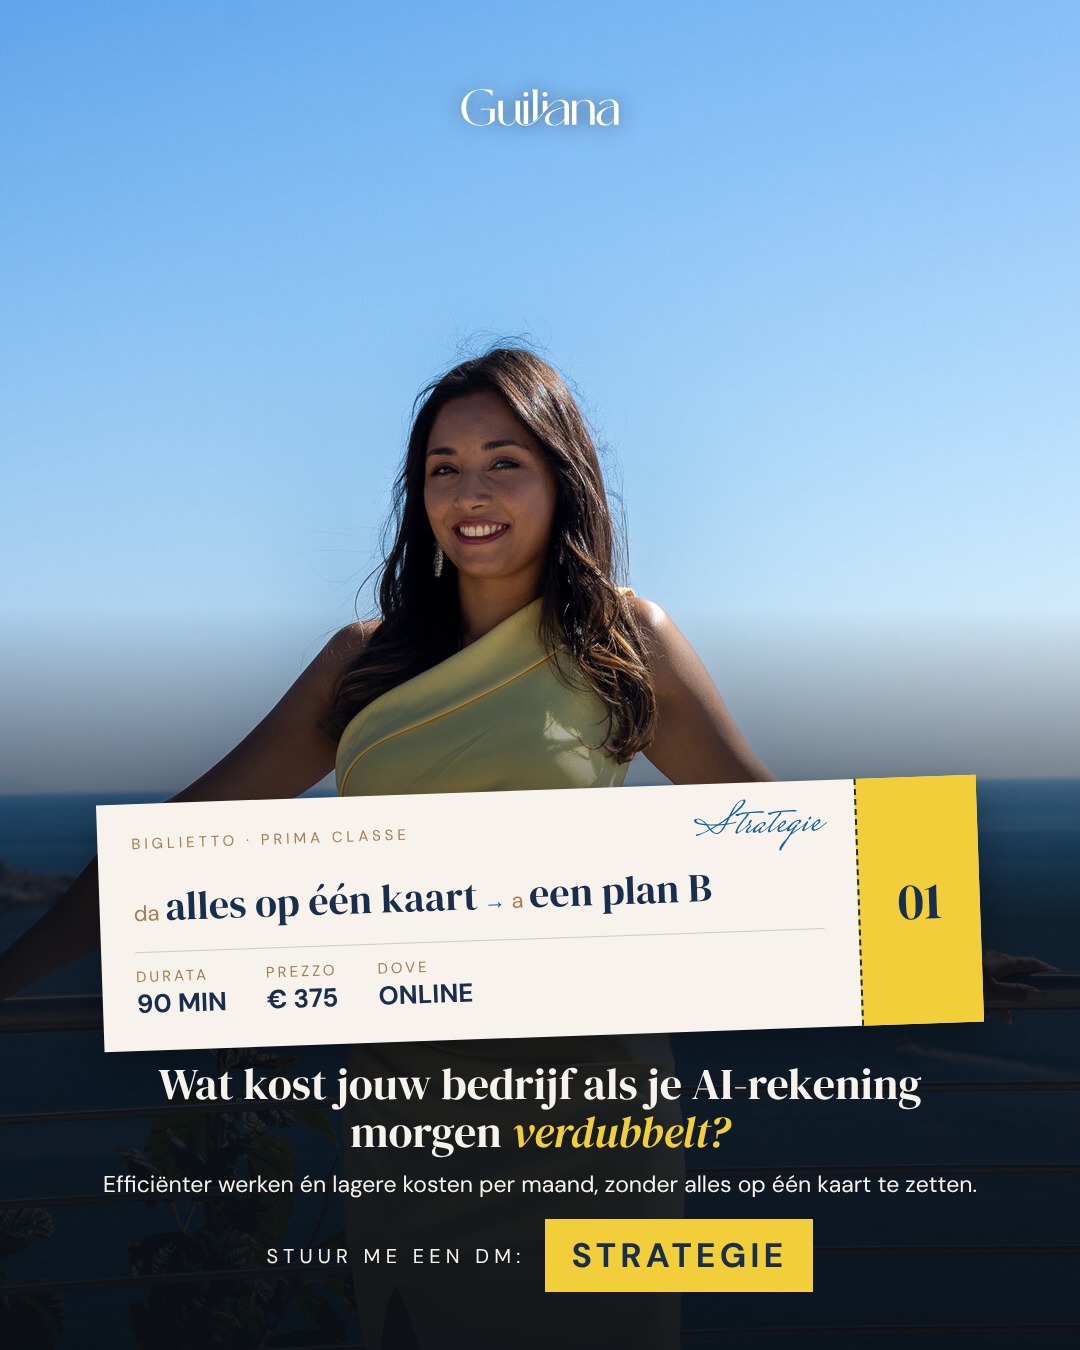 Guiliana
BIGLIETTO · PRIMA CLASSE
Strategie
da alles op één kaart → a een plan B
01
DURATA PREZZO DOVE
90 MIN € 375 ONLINE
Wat kost jouw bedrijf als je AI-rekening
morgen verdubbelt?
Efficiënter werken én lagere kosten per maand, zonder alles op één kaart te zetten.
STUUR ME EEN DM: STRATEGIE